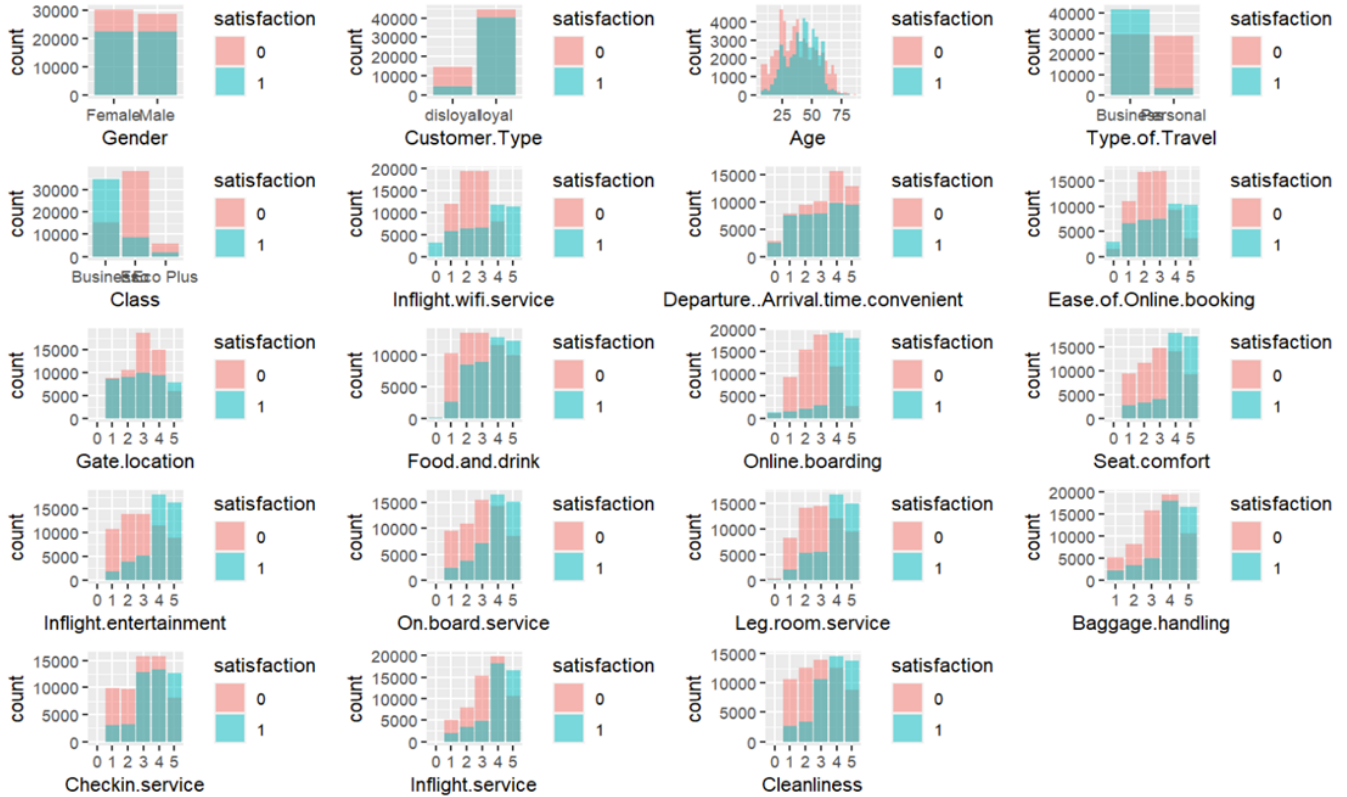 count
30000
20000
10000
0
Female Male
Gender
satisfaction
0
1
count
40000
30000
20000
10000
0
disloyal loyal
Customer.Type
satisfaction
0
1
count
4000
3000
2000
1000
0
25 50 75
Age
satisfaction
0
1
count
40000
30000
20000
10000
0
Business Personal
Type.of.Travel
satisfaction
0
1
count
30000
20000
10000
0
Business Eco Eco Plus
Class
satisfaction
0
1
count
20000
15000
10000
5000
0
0 1 2 3 4 5
Inflight.wifi.service
satisfaction
0
1
count
15000
10000
5000
0
0 1 2 3 4 5
Departure..Arrival.time.convenient
satisfaction
0
1
count
15000
10000
5000
0
0 1 2 3 4 5
Ease.of.Online.booking
satisfaction
0
1
count
15000
10000
5000
0
0 1 2 3 4 5
Gate.location
satisfaction
0
1
count
10000
5000
0
0 1 2 3 4 5
Food.and.drink
satisfaction
0
1
count
20000
15000
10000
5000
0
0 1 2 3 4 5
Online.boarding
satisfaction
0
1
count
15000
10000
5000
0
0 1 2 3 4 5
Seat.comfort
satisfaction
0
1
count
15000
10000
5000
0
0 1 2 3 4 5
Inflight.entertainment
satisfaction
0
1
count
15000
10000
5000
0
0 1 2 3 4 5
On.board.service
satisfaction
0
1
count
15000
10000
5000
0
0 1 2 3 4 5
Leg.room.service
satisfaction
0
1
count
20000
15000
10000
5000
0
1 2 3 4 5
Baggage.handling
satisfaction
0
1
count
15000
10000
5000
0
0 1 2 3 4 5
Checkin.service
satisfaction
0
1
count
20000
15000
10000
5000
0
0 1 2 3 4 5
Inflight.service
satisfaction
0
1
count
15000
10000
5000
0
0 1 2 3 4 5
Cleanliness
satisfaction
0
1